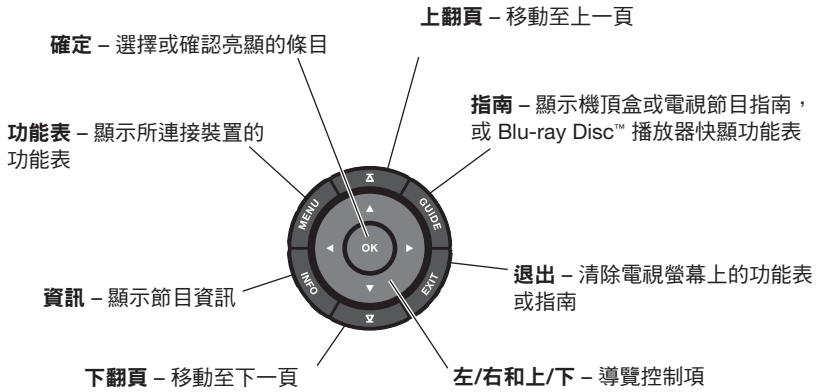 上翻頁 – 移動至上一頁
確定 – 選擇或確認亮顯的條目
指南 – 顯示機頂盒或電視節目指南，
或 Blu-ray Disc™ 播放器快顯功能表
功能表 – 顯示所連接裝置的
功能表
MENU
GUIDE
OK
INFO
EXIT
退出 – 清除電視螢幕上的功能表
或指南
資訊 – 顯示節目資訊
下翻頁 – 移動至下一頁
左/右和上/下 – 導覽控制項